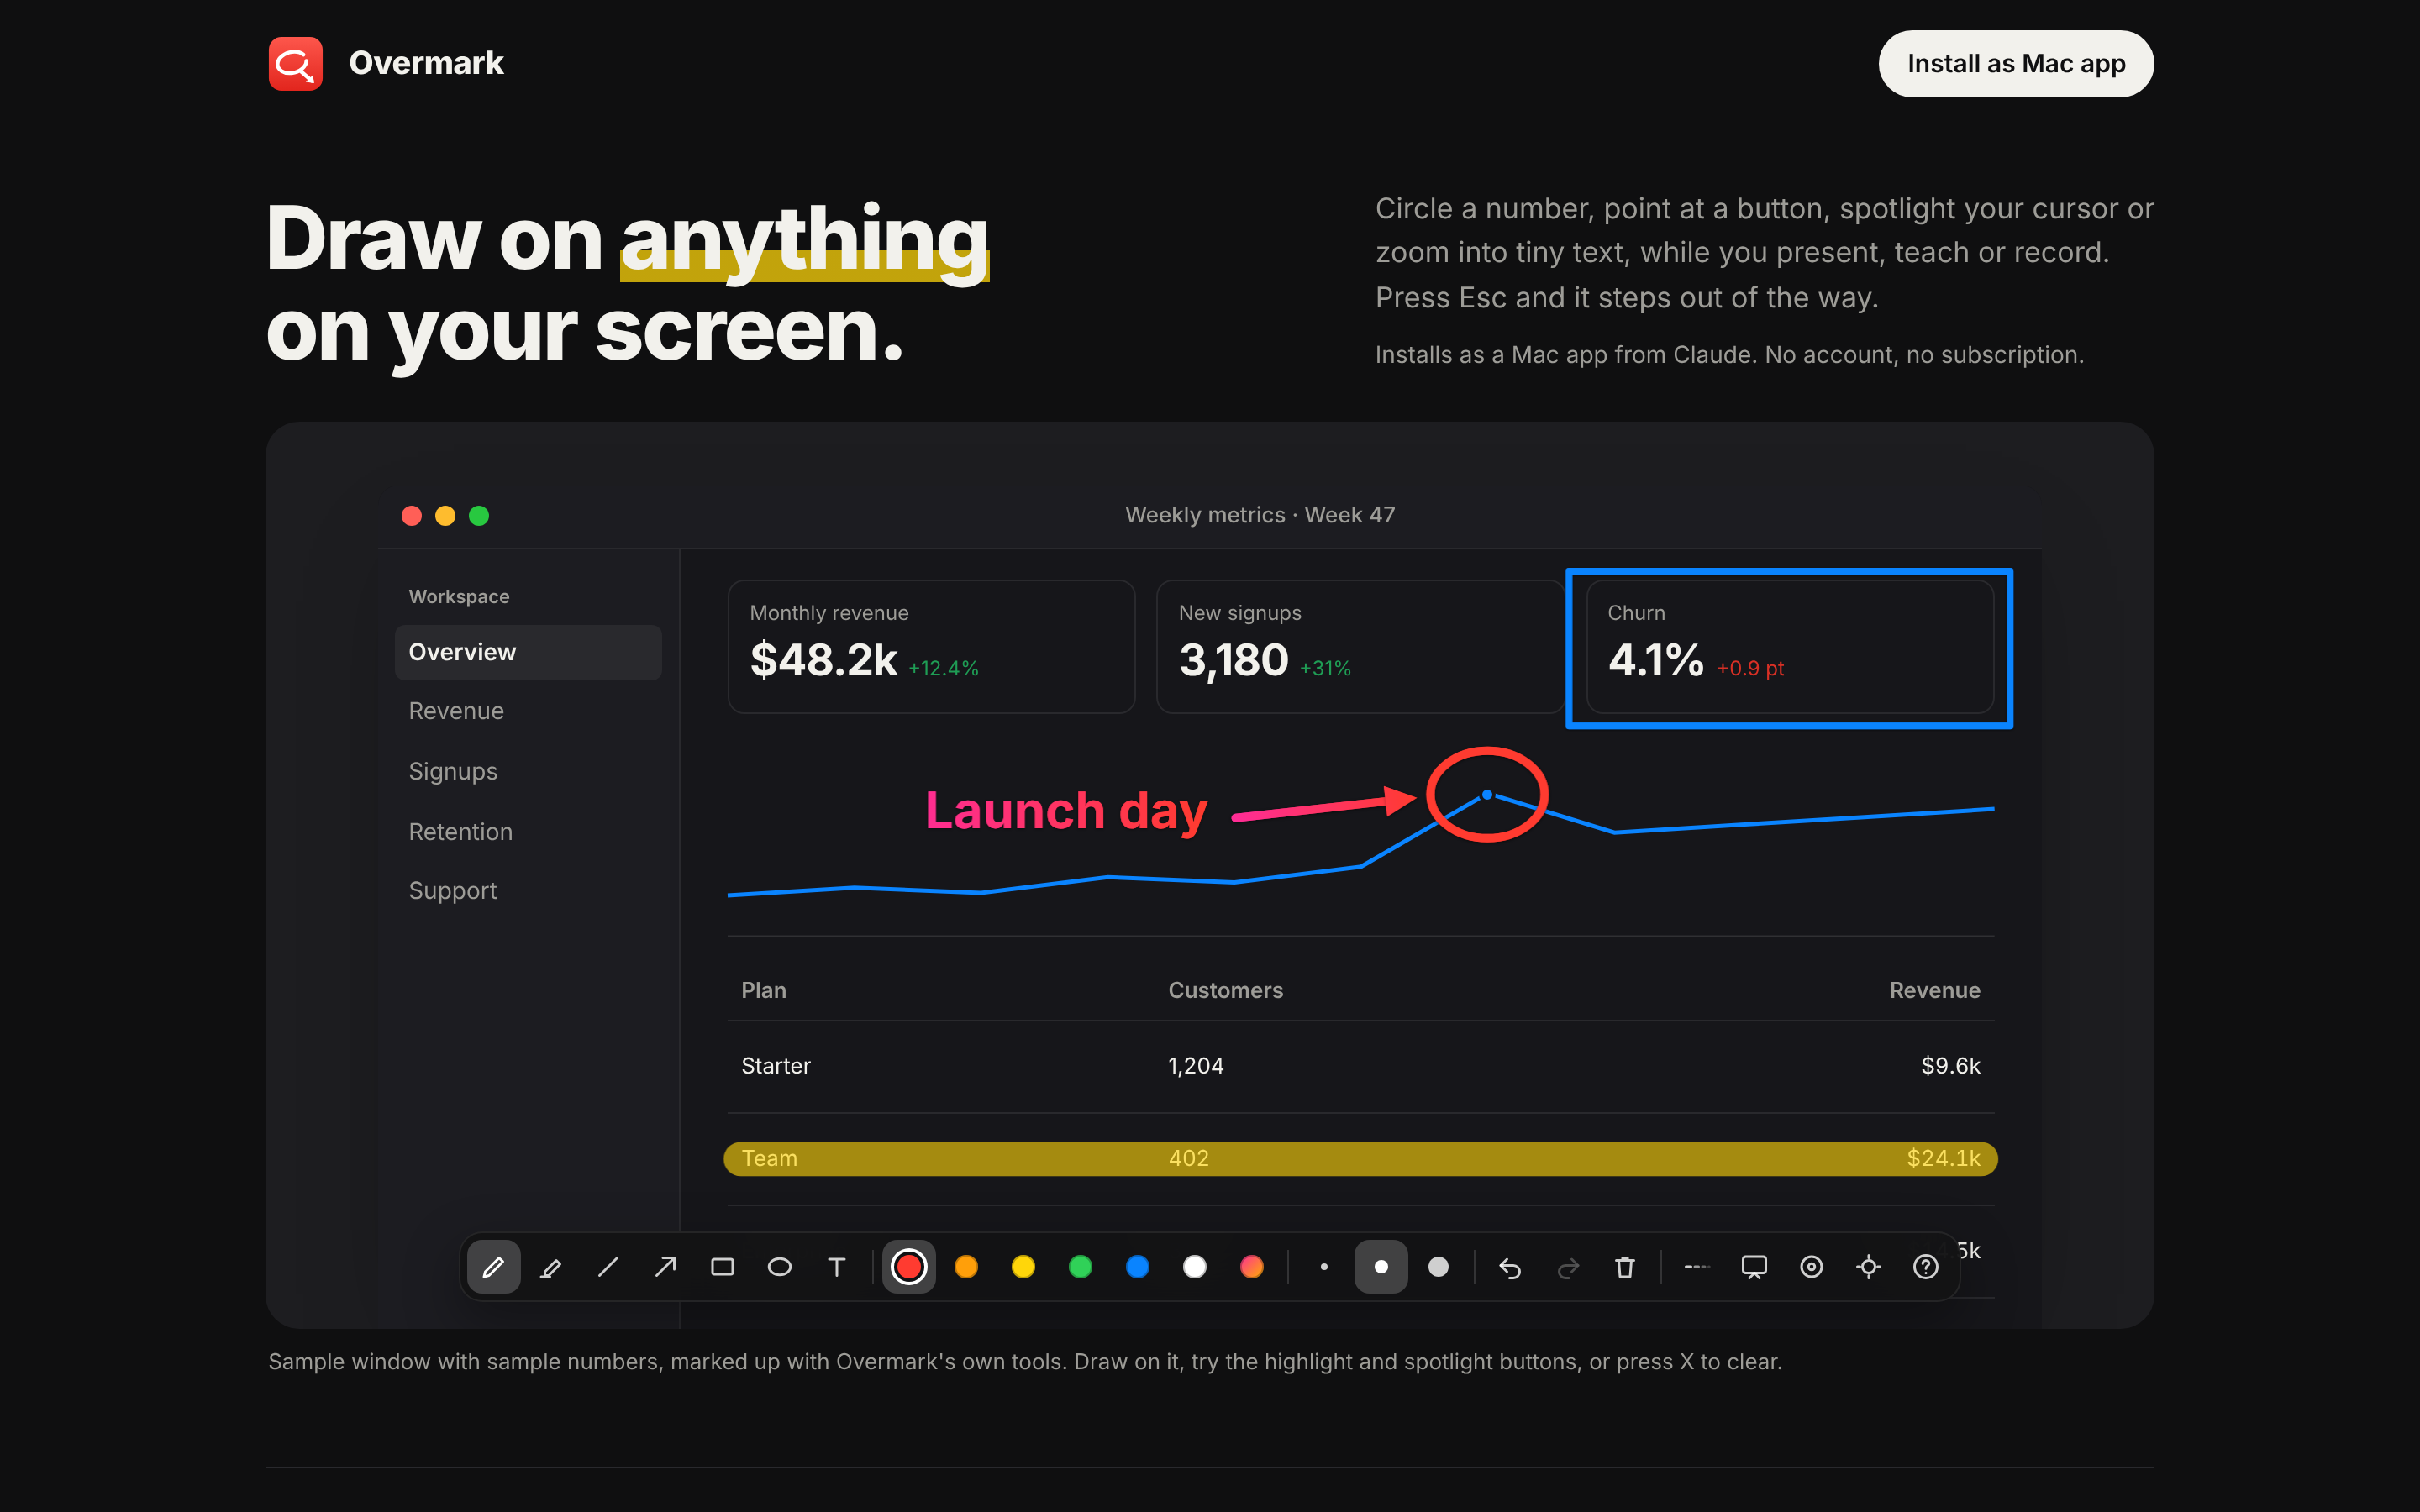 Overmark
Install as Mac app
Draw on anything
on your screen.
Circle a number, point at a button, spotlight your cursor or
zoom into tiny text, while you present, teach or record.
Press Esc and it steps out of the way.
Installs as a Mac app from Claude. No account, no subscription.
Weekly metrics · Week 47
Workspace
Overview
Revenue
Signups
Retention
Support
Monthly revenue
$48.2k +12.4%
New signups
3,180 +31%
Churn
4.1% +0.9 pt
Launch day
Plan Customers Revenue
Starter 1,204 $9.6k
Team 402 $24.1k
T
Sample window with sample numbers, marked up with Overmark's own tools. Draw on it, try the highlight and spotlight buttons, or press X to clear.